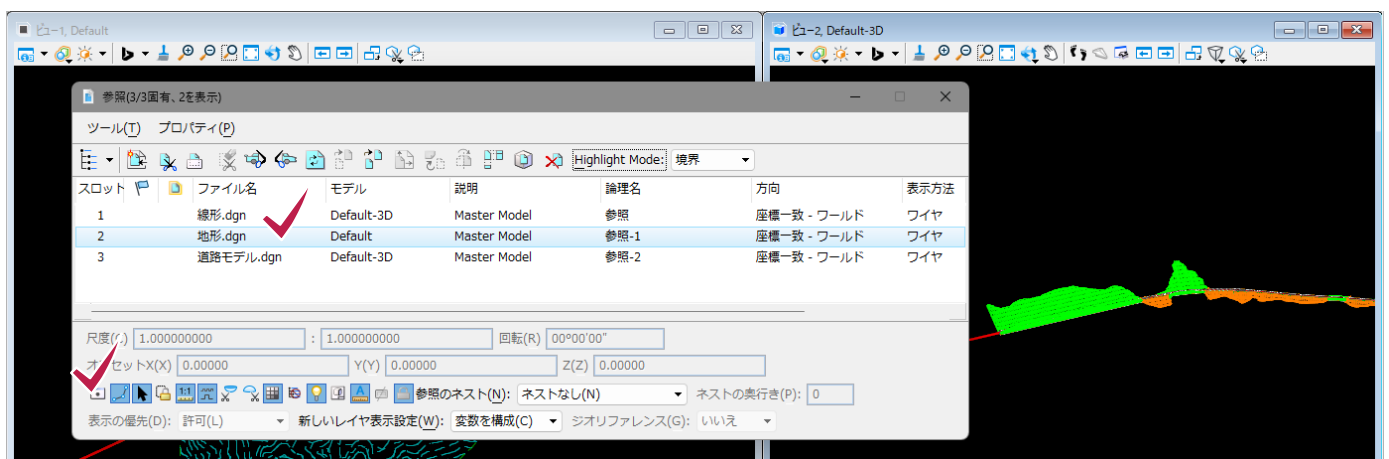 ビュー1, Default
ビュー2, Default-3D
参照(3/3固有、2を表示)
ツール(T) プロパティ(P)
Highlight Mode: 境界
スロット ファイル名 モデル 説明 論理名 方向 表示方法
1 線形.dgn Default-3D Master Model 参照 座標一致 - ワールド ワイヤ
2 地形.dgn Default Master Model 参照-1 座標一致 - ワールド ワイヤ
3 道路モデル.dgn Default-3D Master Model 参照-2 座標一致 - ワールド ワイヤ
尺度( ) 1.000000000 : 1.000000000 回転(R) 00°00'00"
オ セットX(X) 0.00000 Y(Y) 0.00000 Z(Z) 0.00000
1:1 参照のネスト(N): ネストなし(N) ネストの奥行き(P): 0
表示の優先(D): 許可(L) 新しいレイヤ表示設定(W): 変数を構成(C) ジオリファレンス(G): いいえ